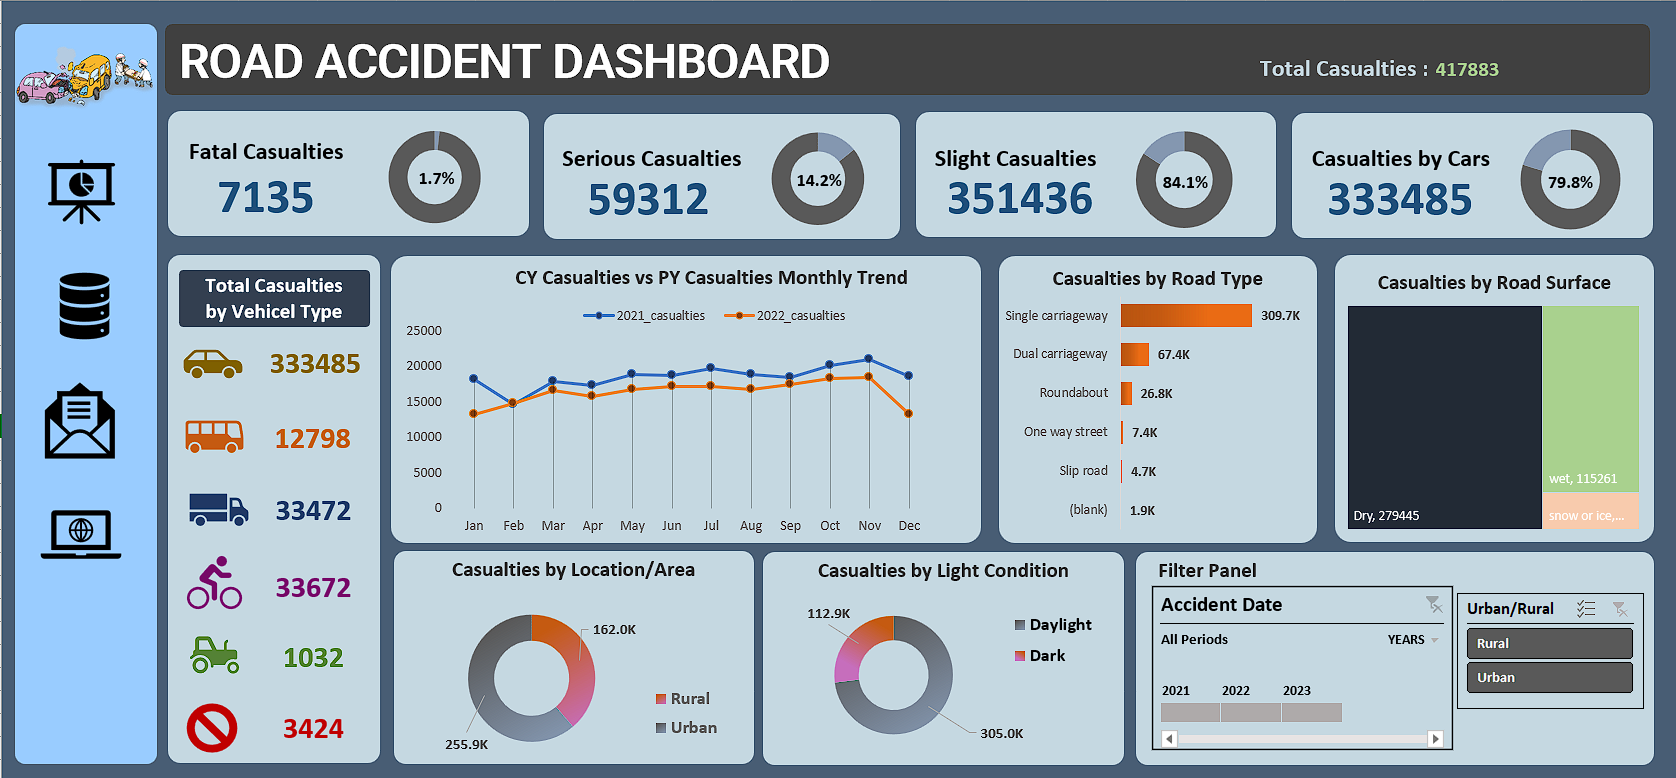 ROAD ACCIDENT DASHBOARD
Total Casualties : 417883
Fatal Casualties
7135
1.7%
Serious Casualties
59312
14.2%
Slight Casualties
351436
84.1%
Casualties by Cars
333485
79.8%
Total Casualties
by Vehicel Type
333485
12798
33472
33672
1032
3424
CY Casualties vs PY Casualties Monthly Trend
2021_casualties
2022_casualties
25000
20000
15000
10000
5000
0
Jan Feb Mar Apr May Jun Jul Aug Sep Oct Nov Dec
Casualties by Road Type
Single carriageway 309.7K
Dual carriageway 67.4K
Roundabout 26.8K
One way street 7.4K
Slip road 4.7K
(blank) 1.9K
Casualties by Road Surface
Dry, 279445
wet, 115261
snow or ice,...
Casualties by Location/Area
162.0K
255.9K
Rural
Urban
Casualties by Light Condition
112.9K
305.0K
Daylight
Dark
Filter Panel
Accident Date
All Periods YEARS
2021 2022 2023
Urban/Rural
Rural
Urban